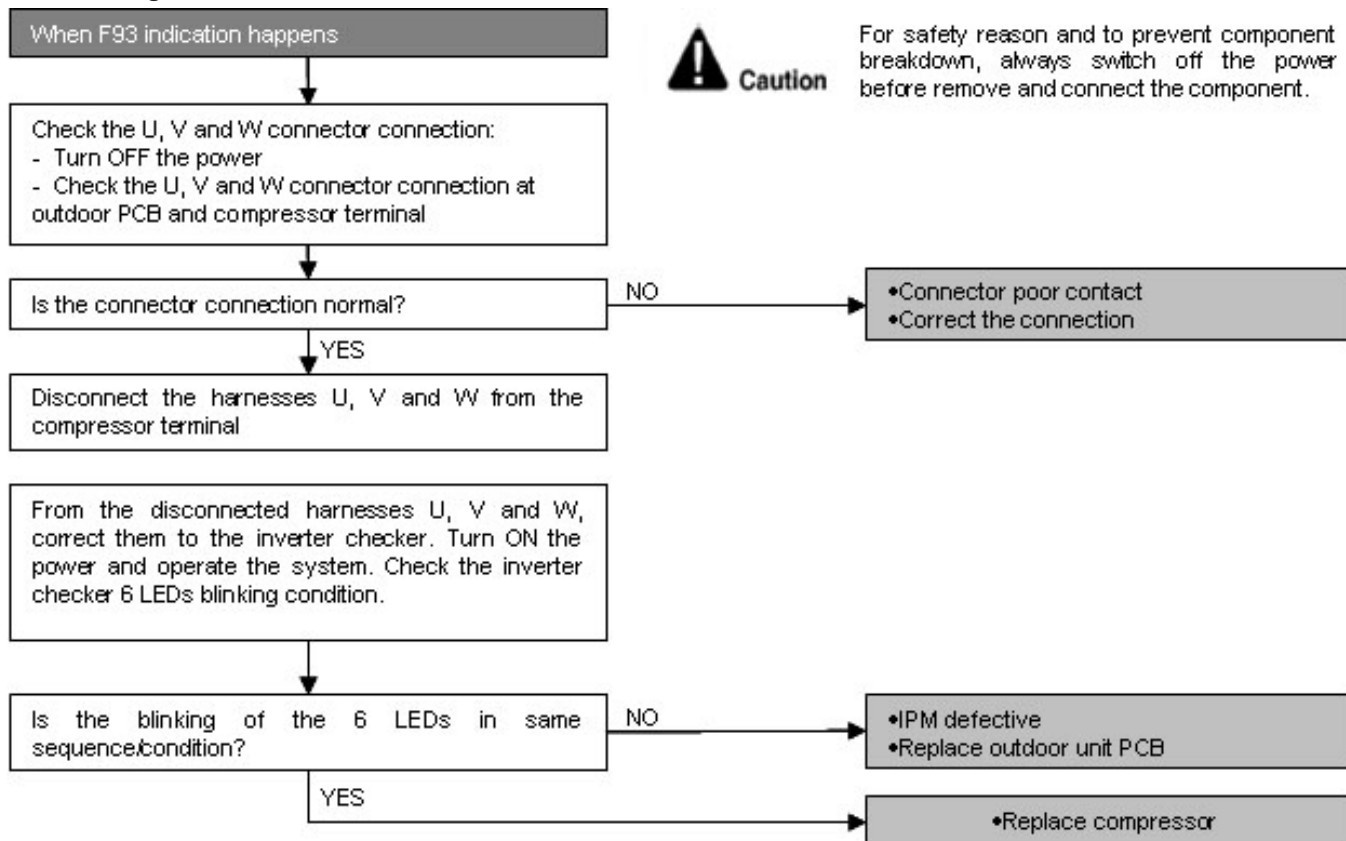 When F93 indication happens
Caution
For safety reason and to prevent component
breakdown, always switch off the power
before remove and connect the component.
Check the U, V and W connector connection:
- Turn OFF the power
- Check the U, V and W connector connection at
outdoor PCB and compressor terminal
Is the connector connection normal?
NO
•Connector poor contact
•Correct the connection
YES
Disconnect the harnesses U, V and W from the
compressor terminal
From the disconnected harnesses U, V and W,
correct them to the inverter checker. Turn ON the
power and operate the system. Check the inverter
checker 6 LEDs blinking condition.
Is the blinking of the 6 LEDs in same
sequence/condition?
NO
•IPM defective
•Replace outdoor unit PCB
YES
•Replace compressor